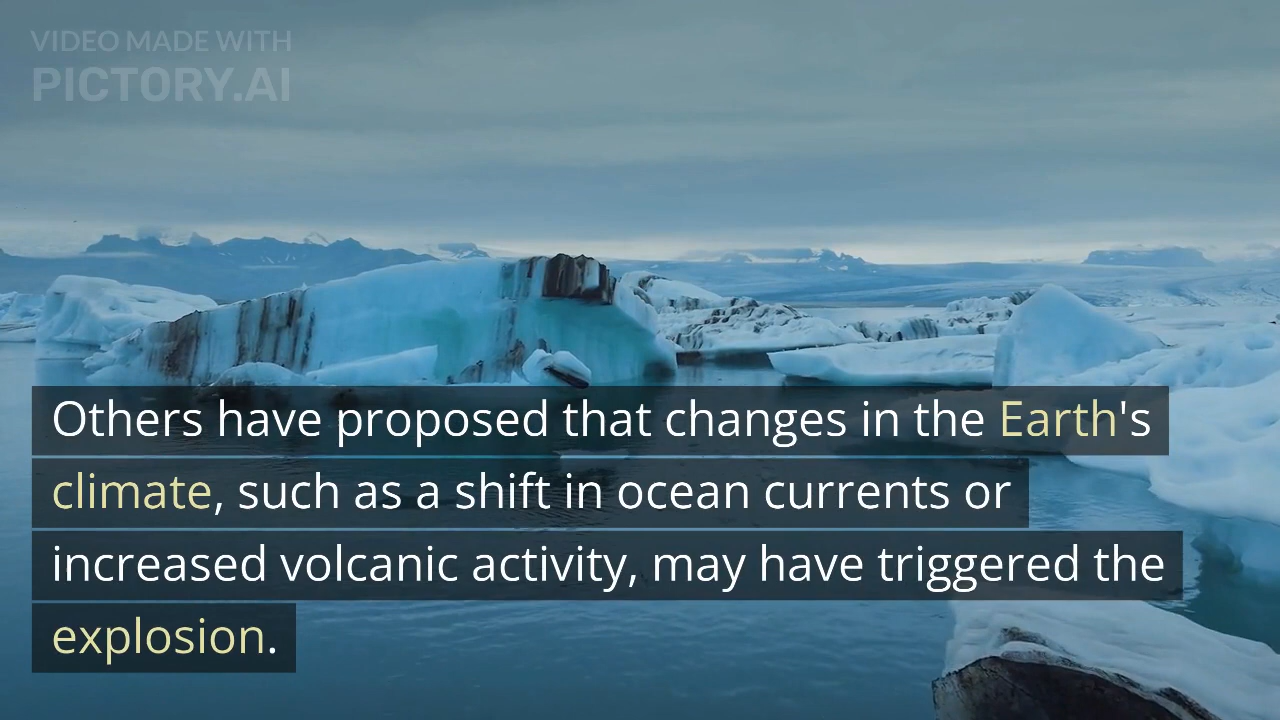 VIDEO MADE WITH
PICTORY.AI
Others have proposed that changes in the Earth's
climate, such as a shift in ocean currents or
increased volcanic activity, may have triggered the
explosion.